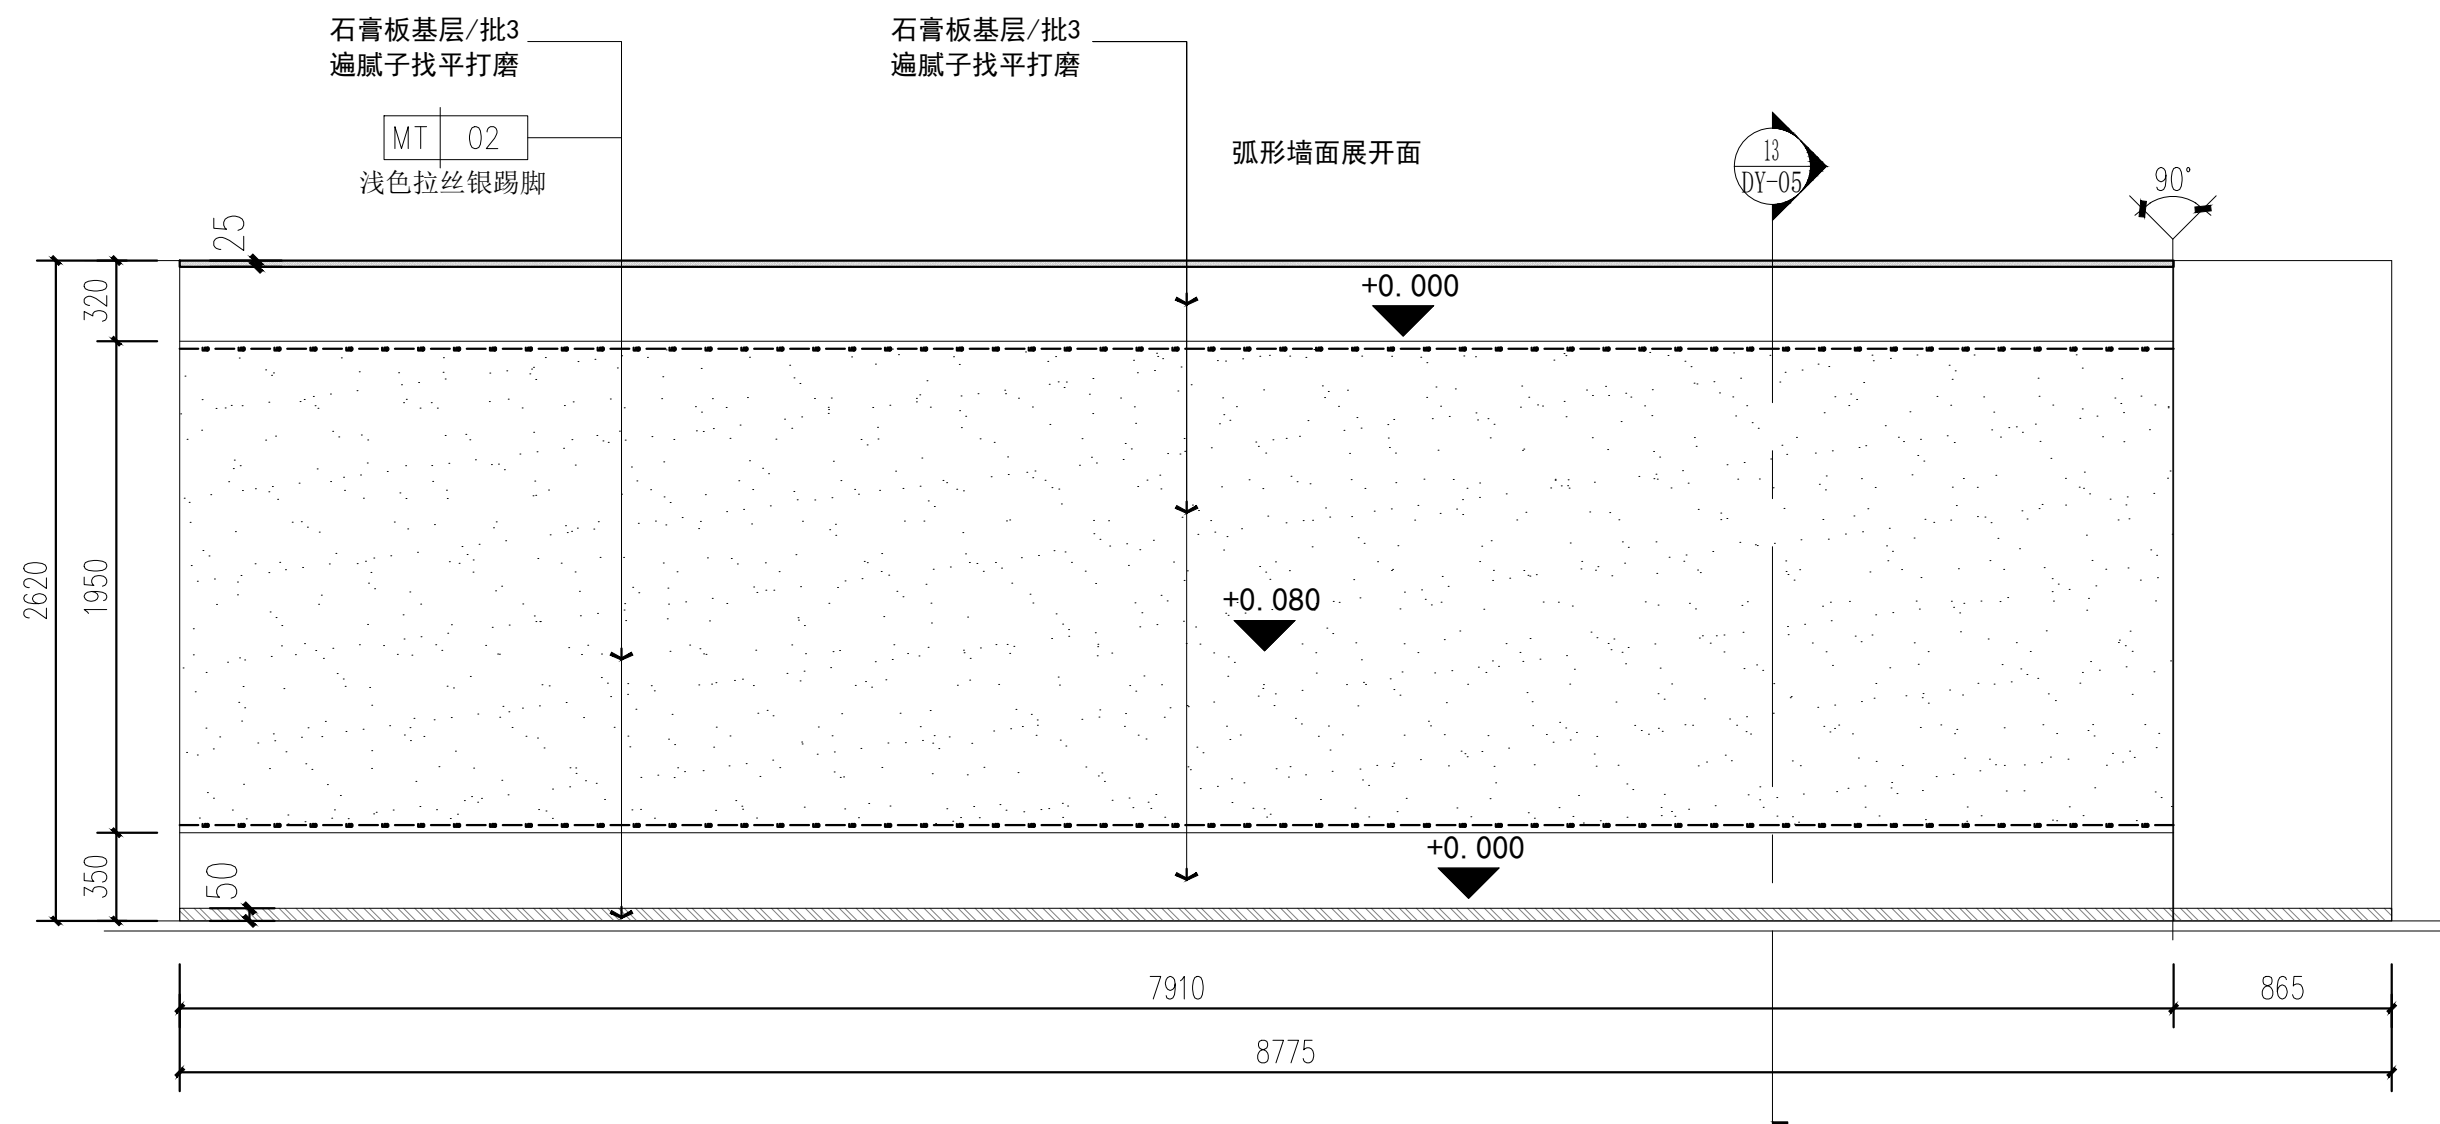 石膏板基层/批3
遍腻子找平打磨
石膏板基层/批3
遍腻子找平打磨
MT 02
浅色拉丝银踢脚
弧形墙面展开面
13
DY-05
90°
25
320
+0.000
2620
1950
+0.080
350
50
+0.000
7910
865
8775